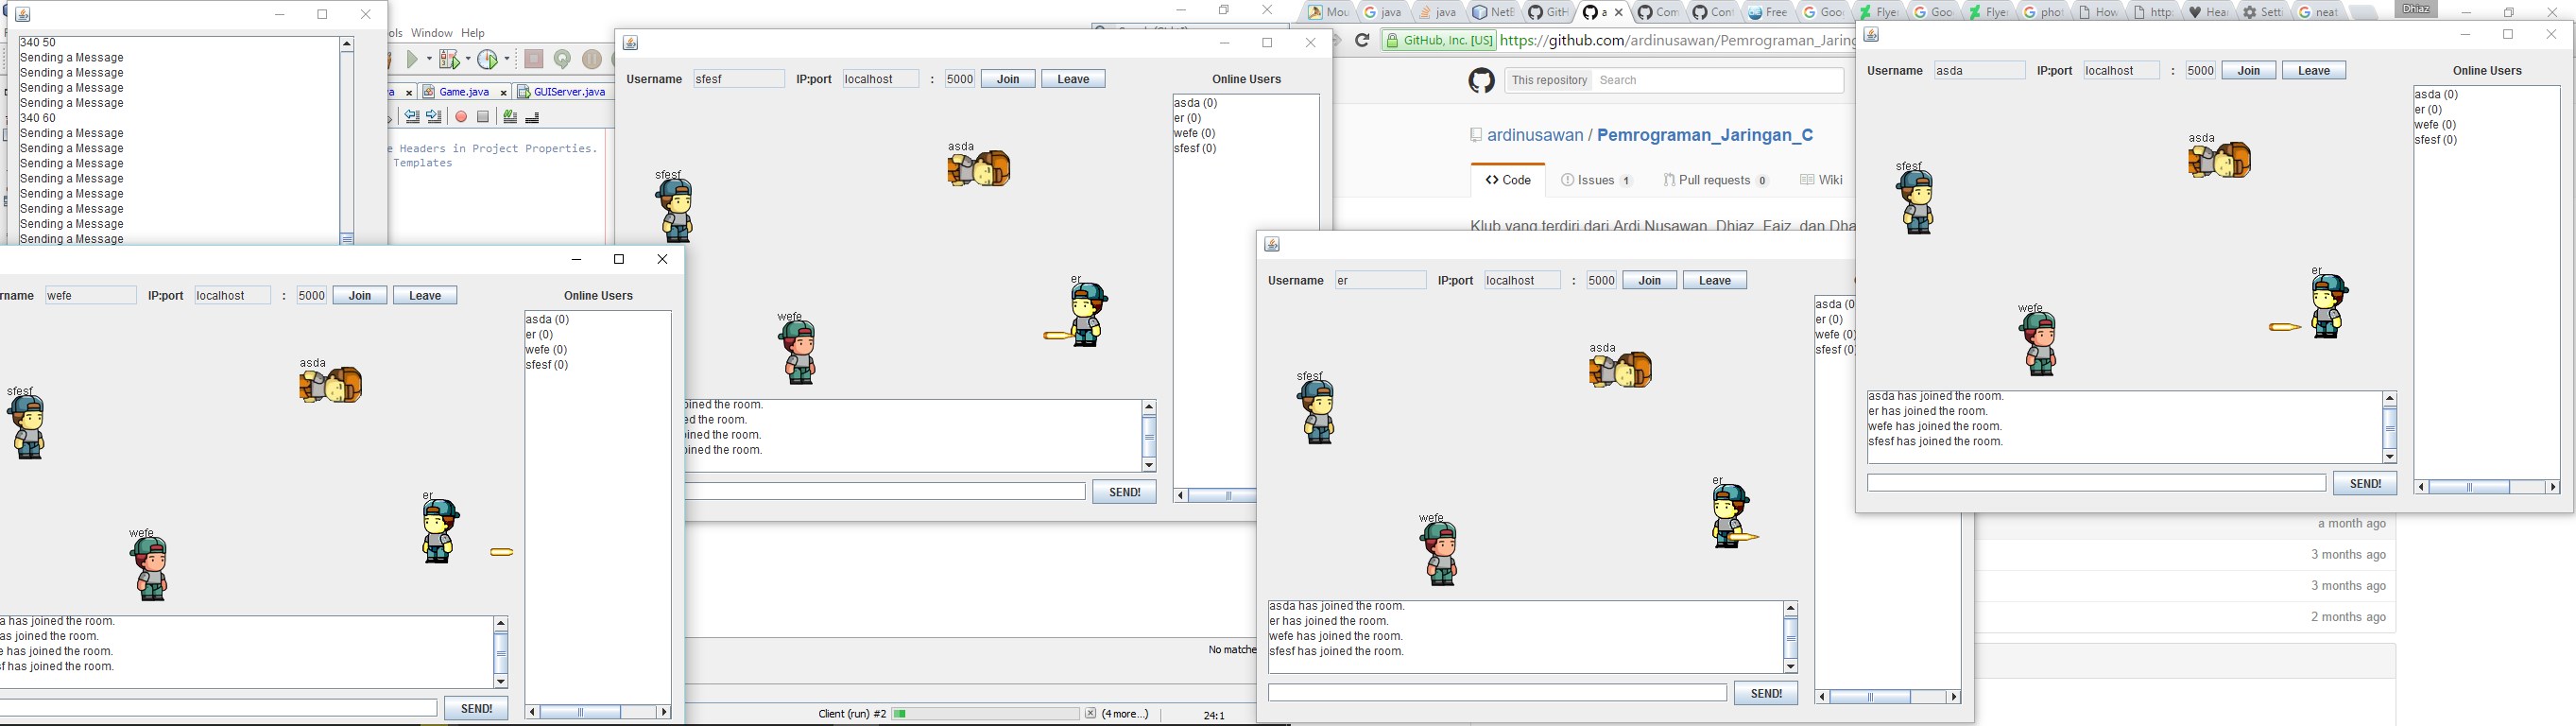 340 50
Sending a Message
Sending a Message
Sending a Message
Sending a Message
340 60
Sending a Message
Sending a Message
Sending a Message
Sending a Message
Sending a Message
Sending a Message
Sending a Message
Sending a Message
Window Help
Game.java
GUIServer.java
Headers in Project Properties.
Templates
Username sfesf IP:port localhost : 5000 Join Leave
Online Users
asda (0)
er (0)
wefe (0)
sfesf (0)
asda
sfesf
er
wefe
joined the room.
ed the room.
oined the room.
oined the room.
SEND!
rname wefe IP:port localhost : 5000 Join Leave
Online Users
asda (0)
er (0)
wefe (0)
sfesf (0)
asda
sfesf
er
wefe
a has joined the room.
as joined the room.
e has joined the room.
sf has joined the room.
SEND!
No matche
Client (run) #2
(4 more...)
24:1
Mou
java
java
NetB
GitH
a
Com
Cont
Free
Goo
Flyer
Goo
Flyer
phot
How
http:
Hear
Setti
neat
Dhiaz
GitHub, Inc. [US] https://github.com/ardinusawan/Pemrograman_Jaring
This repository Search
ardinusawan / Pemrograman_Jaringan_C
Code
Issues 1
Pull requests 0
Wiki
Klub yang terdiri dari Ardi Nusawan, Dhiaz, Faiz, dan Dha
Username er IP:port localhost : 5000 Join Leave
asda (0
er (0)
wefe (0)
sfesf (0)
asda
sfesf
er
wefe
asda has joined the room.
er has joined the room.
wefe has joined the room.
sfesf has joined the room.
SEND!
Username asda IP:port localhost : 5000 Join Leave
Online Users
asda (0)
er (0)
wefe (0)
sfesf (0)
asda
sfesf
er
wefe
asda has joined the room.
er has joined the room.
wefe has joined the room.
sfesf has joined the room.
SEND!
a month ago
3 months ago
3 months ago
2 months ago